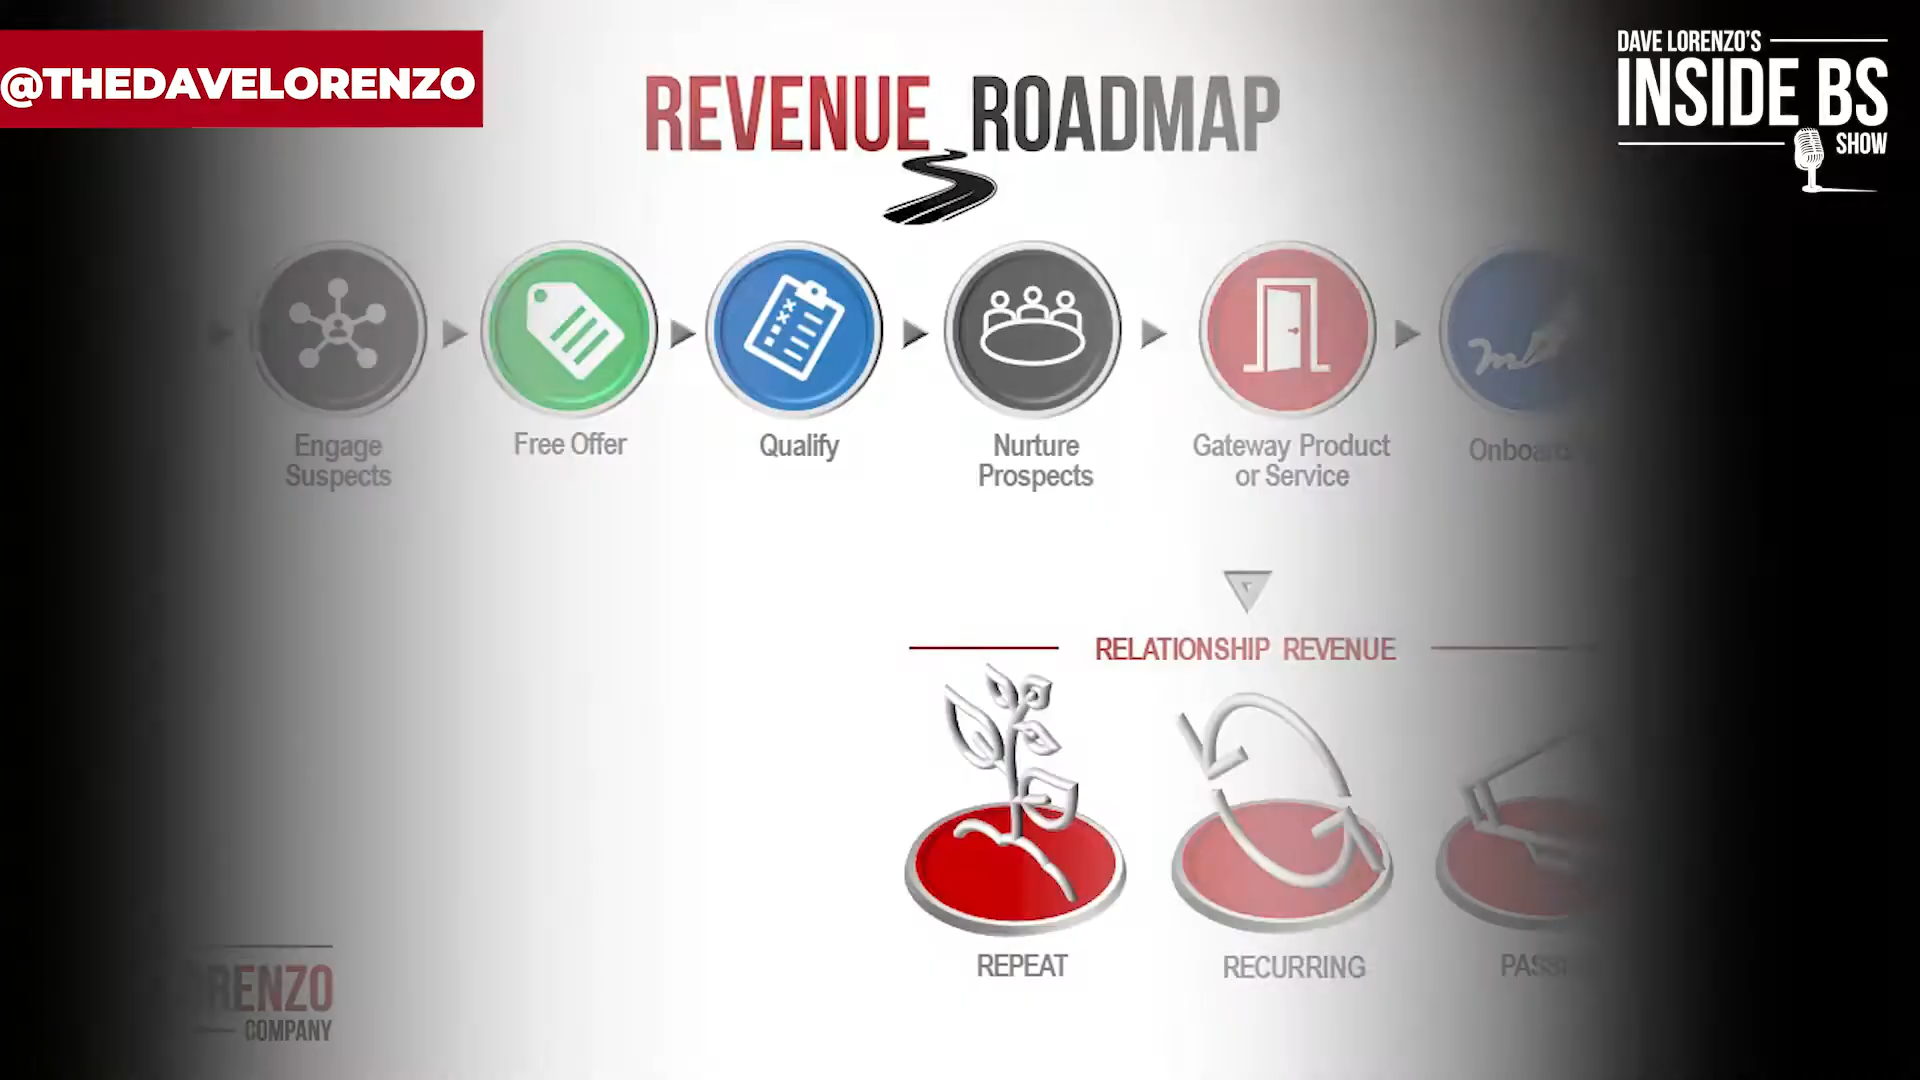 @THEDAVELORENZO
DAVE LORENZO'S
INSIDE BS
SHOW
REVENUE ROADMAP
Engage
Suspects
Free Offer
Qualify
Nurture
Prospects
Gateway Product
or Service
RELATIONSHIP REVENUE
REPEAT
RECURRING
COMPANY